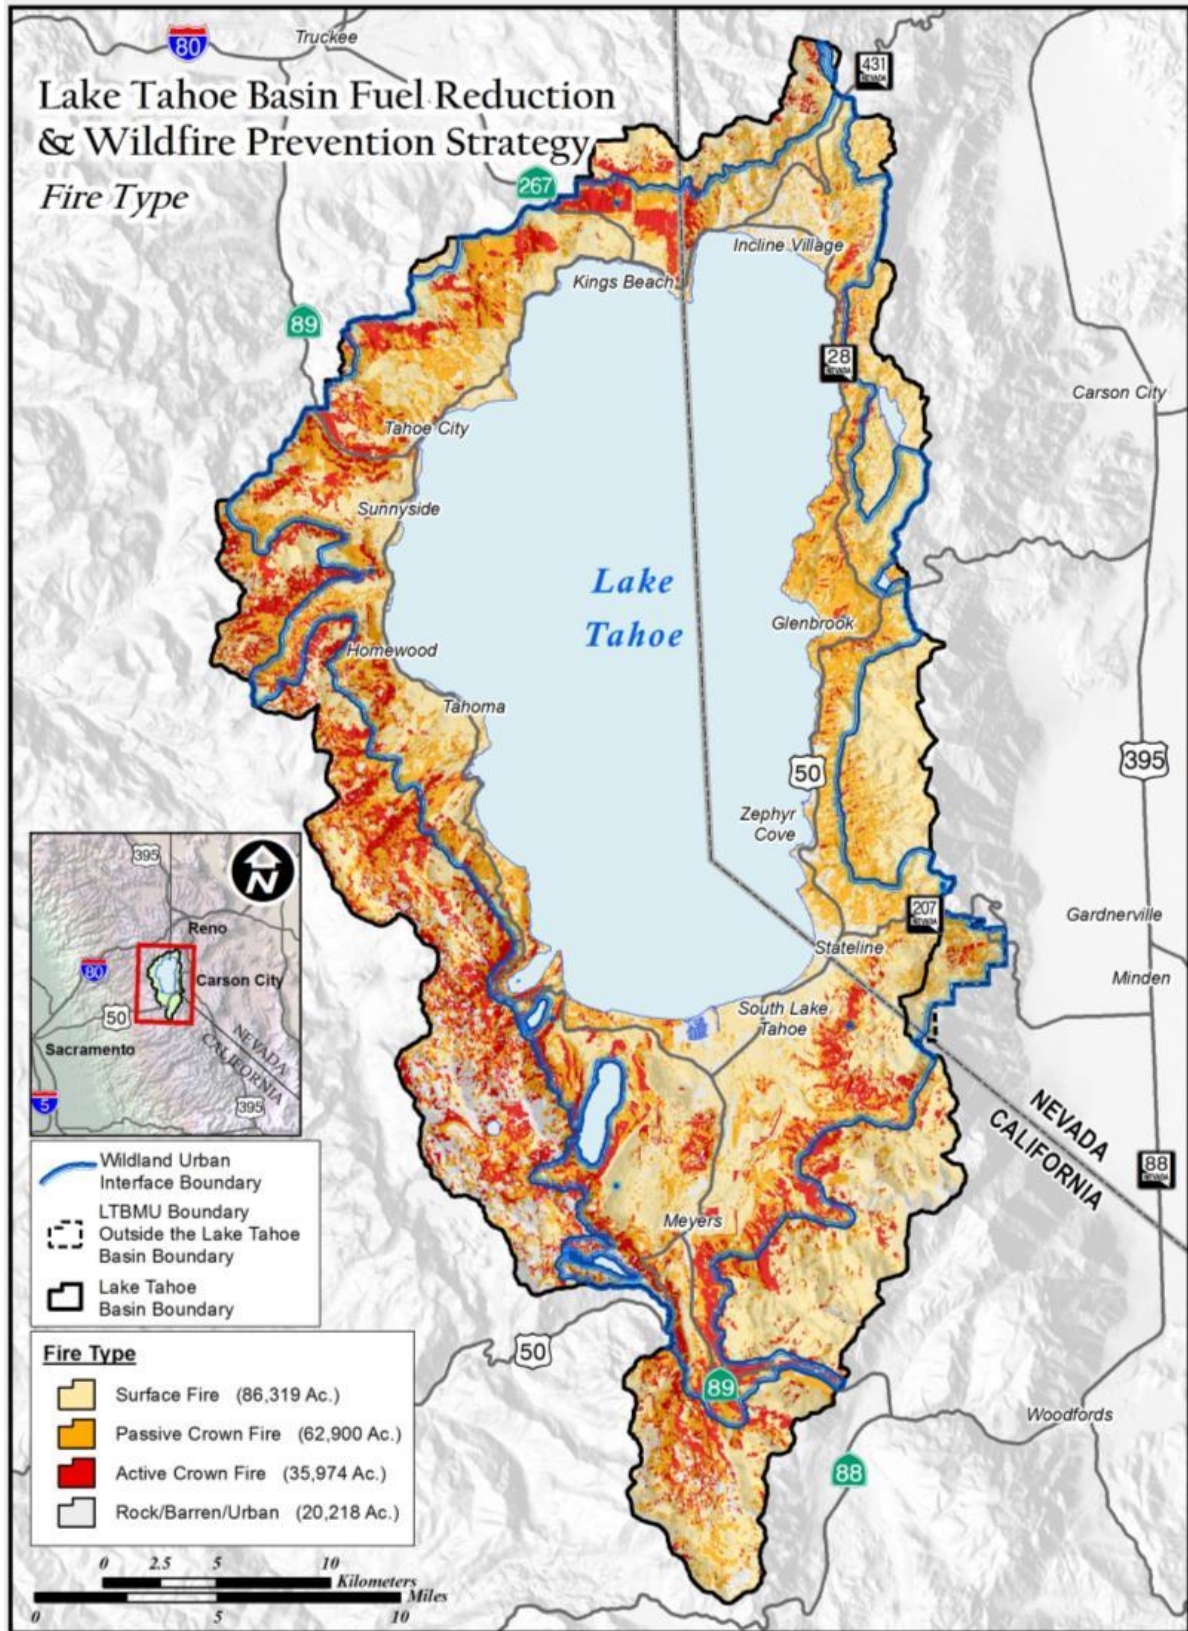 80
Truckee
431
NEVADA
Lake Tahoe Basin Fuel Reduction
& Wildfire Prevention Strategy
Fire Type
267
Incline Village
Kings Beach
89
28
NEVADA
Carson City
Tahoe City
Sunnyside
Lake
Tahoe
Glenbrook
Homewood
Tahoma
50
395
Zephyr
Cove
207
NEVADA
Gardnerville
Stateline
Minden
South Lake
Tahoe
NEVADA
CALIFORNIA
88
NEVADA
Meyers
50
89
Woodfords
88
395
N
Reno
80
Carson City
50
Sacramento
NEVADA
CALIFORNIA
5
395
Wildland Urban
Interface Boundary
LTBMU Boundary
Outside the Lake Tahoe
Basin Boundary
Lake Tahoe
Basin Boundary
Fire Type
Surface Fire (86,319 Ac.)
Passive Crown Fire (62,900 Ac.)
Active Crown Fire (35,974 Ac.)
Rock/Barren/Urban (20,218 Ac.)
0 2.5 5 10
Kilometers
Miles
0 5 10